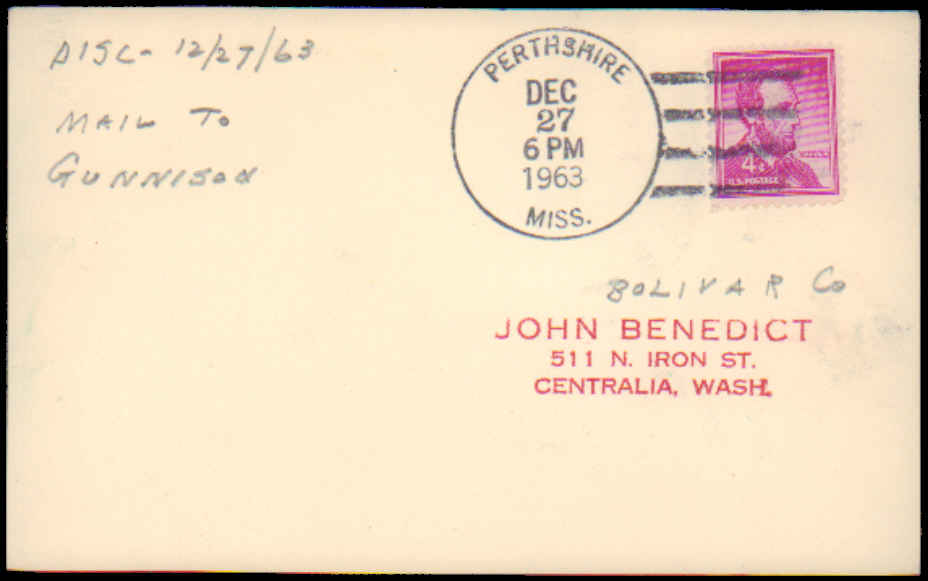 DISC- 12/27/63
MAIL TO
GUNNISON
PERTHSHIRE
DEC
27
6 PM
1963
MISS.
4¢
U.S. POSTAGE
BOLIVAR Co
JOHN BENEDICT
511 N. IRON ST.
CENTRALIA, WASH.